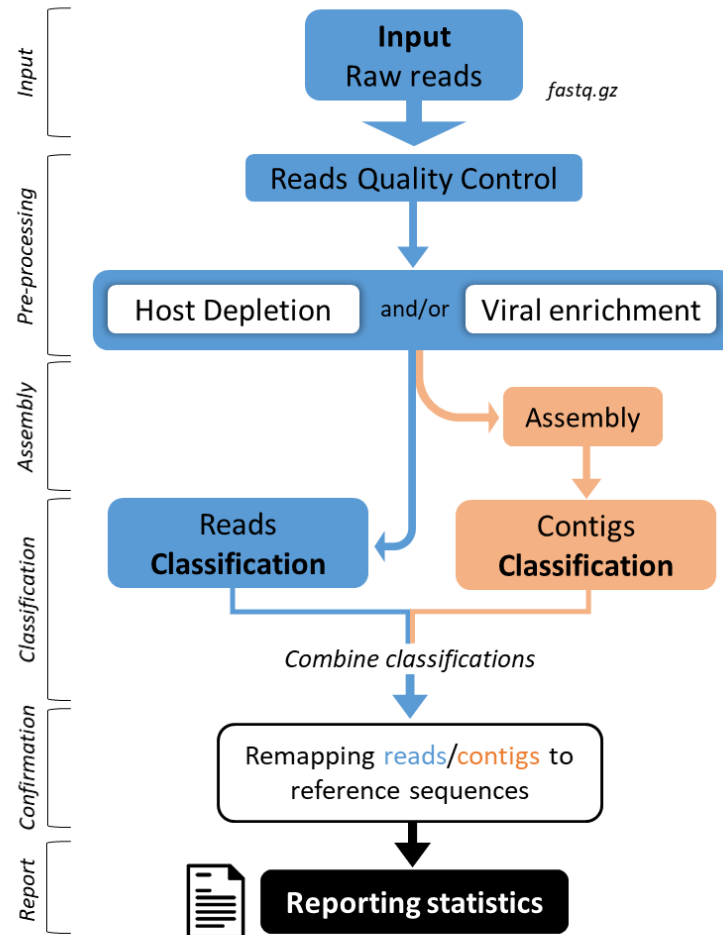 Input
Input
Raw reads
fastq.gz
Pre-processing
Reads Quality Control
Host Depletion
and/or
Viral enrichment
Assembly
Assembly
Classification
Reads
Classification
Contigs
Classification
Combine classifications
Confirmation
Remapping reads/contigs to
reference sequences
Report
Reporting statistics